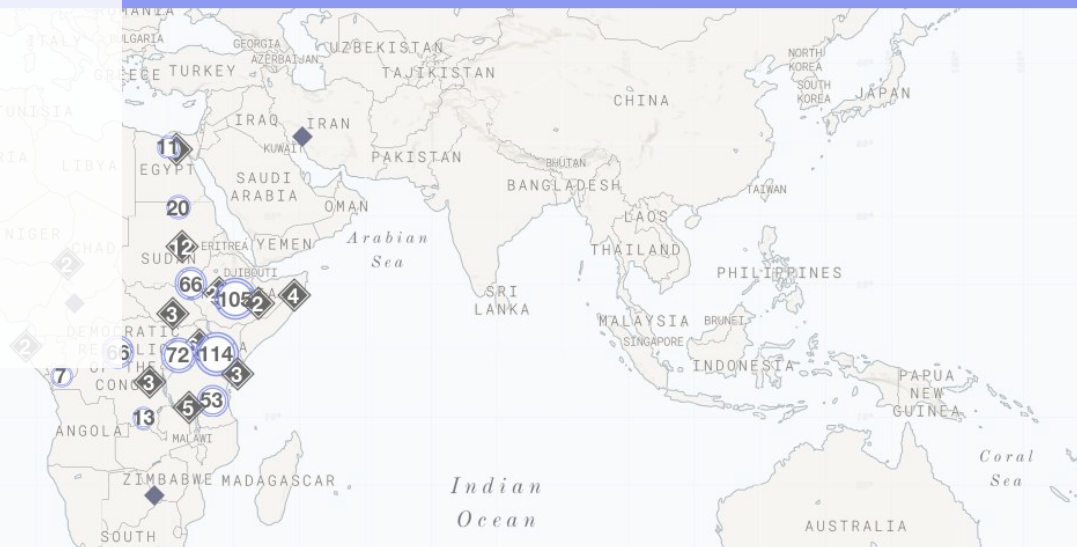 ITALY
BULGARIA
GEORGIA
UZBEKISTAN
AZERBAIJAN
GREECE
TURKEY
TAJIKISTAN
NORTH
KOREA
SOUTH
KOREA
JAPAN
CHINA
TUNISIA
IRAQ
IRAN
KUWAIT
11
LIBYA
EGYPT
PAKISTAN
BHUTAN
SAUDI
ARABIA
BANGLADESH
TAIWAN
20
OMAN
LAOS
NIGER
CHAD
12
ERITREA
YEMEN
Arabian
Sea
THAILAND
2
SUDAN
DJIBOUTI
PHILIPPINES
66
105
2
4
SRI
LANKA
3
MALAYSIA
BRUNEI
SINGAPORE
DEMOCRATIC
REPUBLIC
OF THE
CONGO
2
66
72
114
INDONESIA
7
3
3
PAPUA
NEW
GUINEA
13
5
53
ANGOLA
MALAWI
Coral
Sea
ZIMBABWE
MADAGASCAR
Indian
Ocean
AUSTRALIA
SOUTH